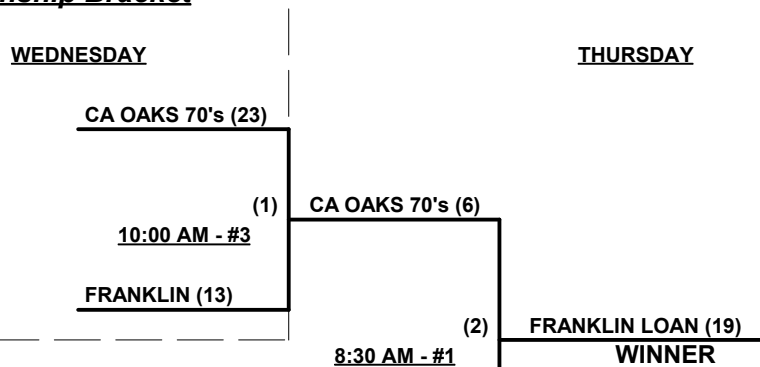 WEDNESDAY
THURSDAY
CA OAKS 70's (23)
(1)
CA OAKS 70's (6)
10:00 AM - #3
FRANKLIN (13)
(2)
FRANKLIN LOAN (19)
8:30 AM - #1
WINNER